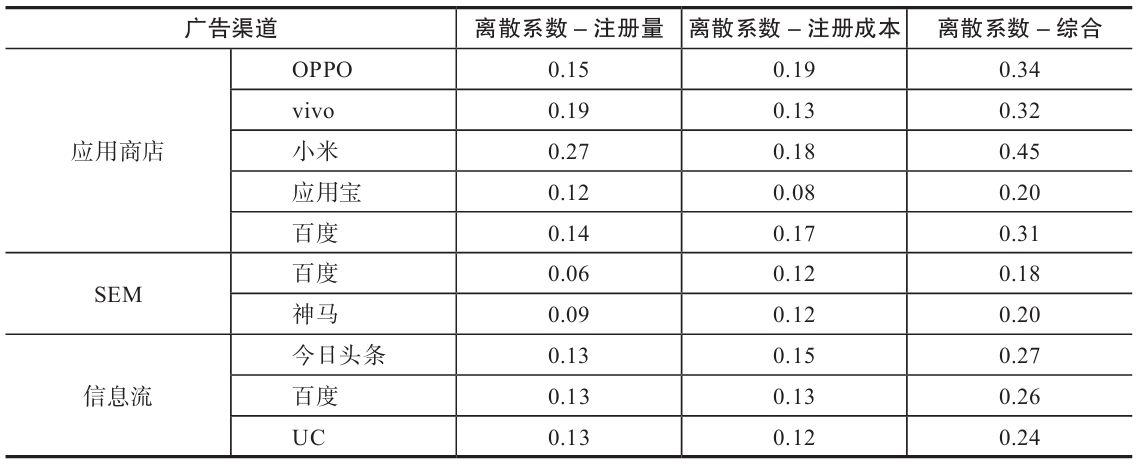 广告渠道 离散系数–注册量 离散系数–注册成本 离散系数–综合
应用商店 OPPO 0.15 0.19 0.34
vivo 0.19 0.13 0.32
小米 0.27 0.18 0.45
应用宝 0.12 0.08 0.20
百度 0.14 0.17 0.31
SEM 百度 0.06 0.12 0.18
神马 0.09 0.12 0.20
信息流 今日头条 0.13 0.15 0.27
百度 0.13 0.13 0.26
UC 0.13 0.12 0.24